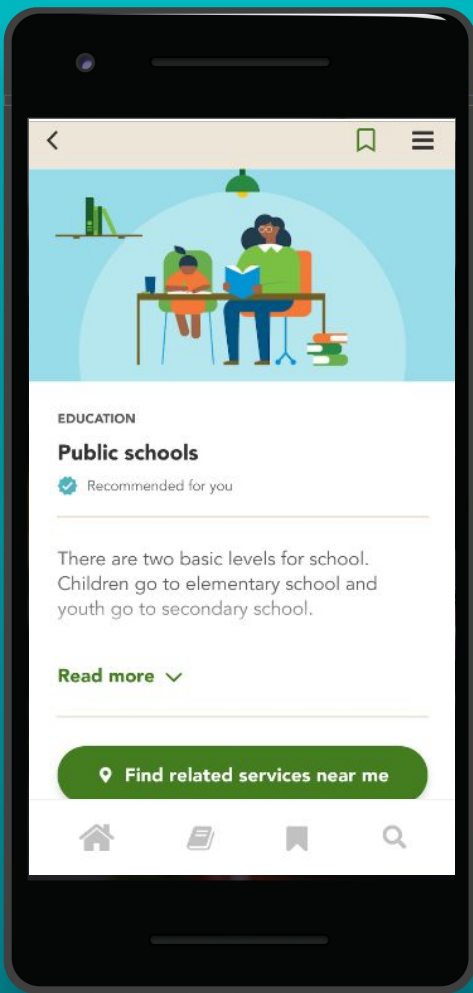 EDUCATION
Public schools
Recommended for you
There are two basic levels for school.
Children go to elementary school and
youth go to secondary school.
Read more
Find related services near me